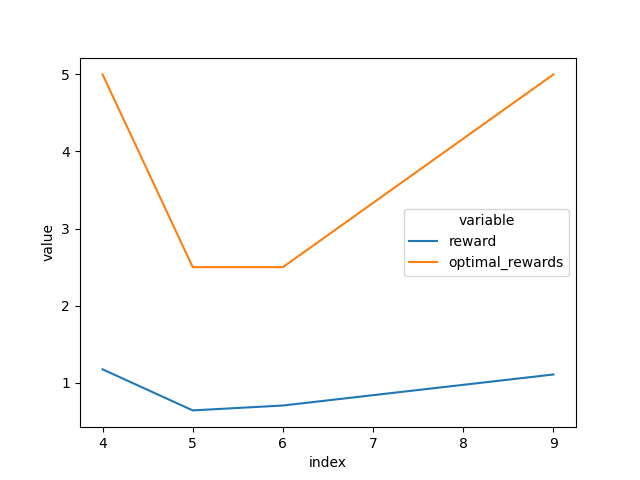 5
4
3
2
1
value
variable
reward
optimal_rewards
4 5 6 7 8 9
index